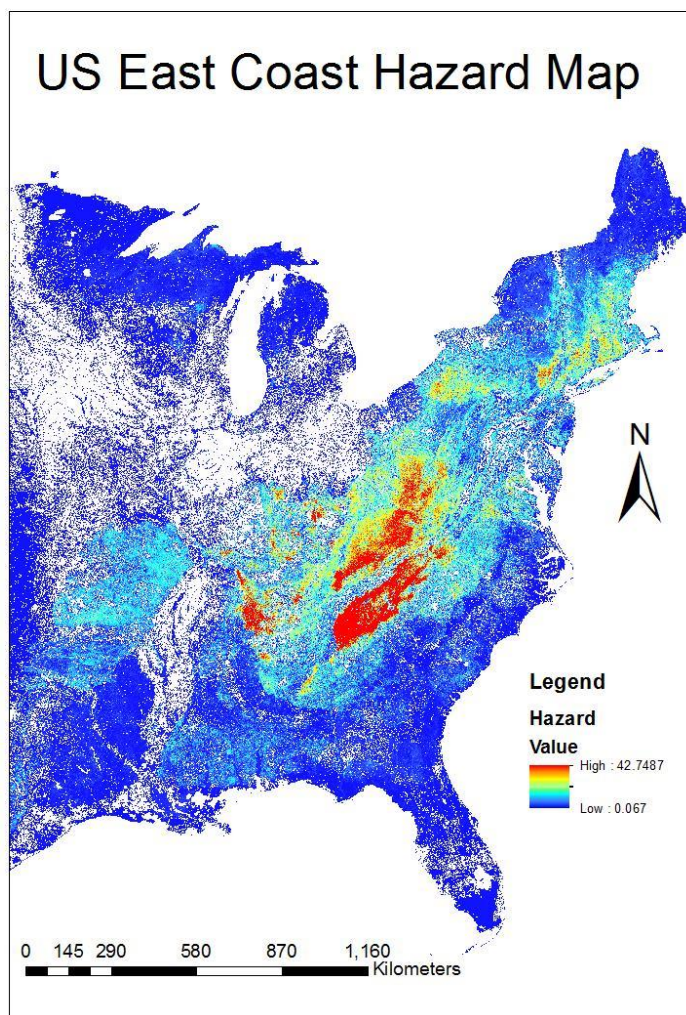 US East Coast Hazard Map
N
Legend
Hazard
Value
High : 42.7487
Low : 0.067
0 145 290 580 870 1,160
Kilometers